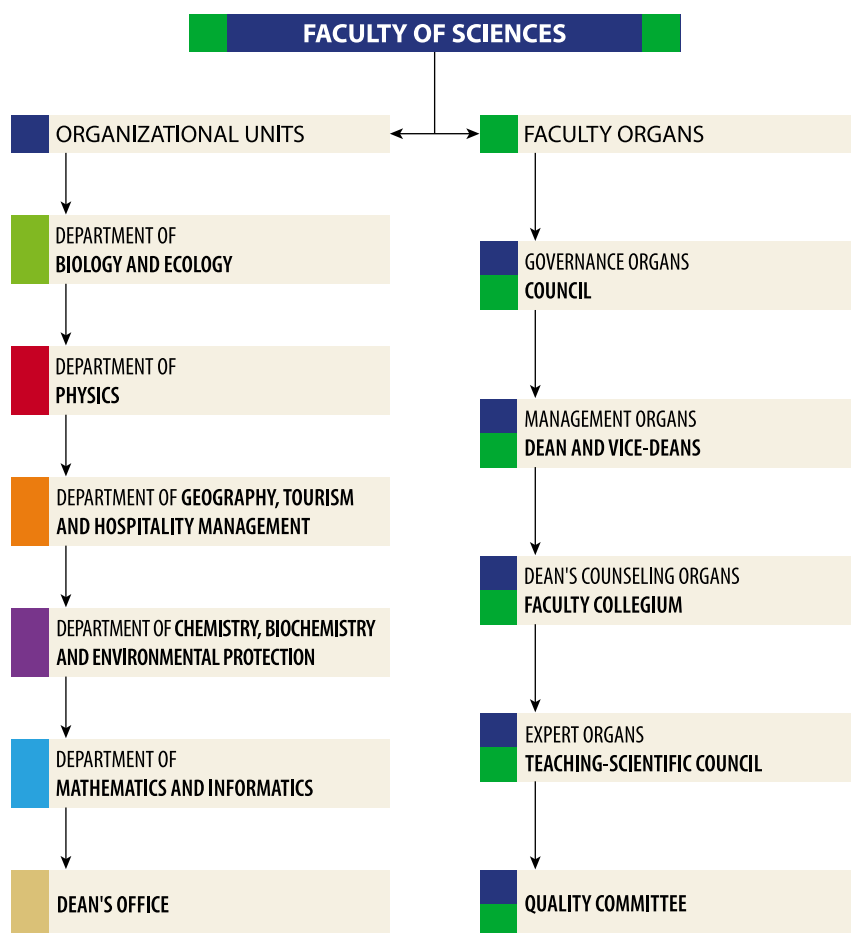 FACULTY OF SCIENCES
ORGANIZATIONAL UNITS
DEPARTMENT OF
BIOLOGY AND ECOLOGY
DEPARTMENT OF
PHYSICS
DEPARTMENT OF GEOGRAPHY, TOURISM
AND HOSPITALITY MANAGEMENT
DEPARTMENT OF CHEMISTRY, BIOCHEMISTRY
AND ENVIRONMENTAL PROTECTION
DEPARTMENT OF
MATHEMATICS AND INFORMATICS
DEAN'S OFFICE
FACULTY ORGANS
GOVERNANCE ORGANS
COUNCIL
MANAGEMENT ORGANS
DEAN AND VICE-DEANS
DEAN'S COUNSELING ORGANS
FACULTY COLLEGIUM
EXPERT ORGANS
TEACHING-SCIENTIFIC COUNCIL
QUALITY COMMITTEE